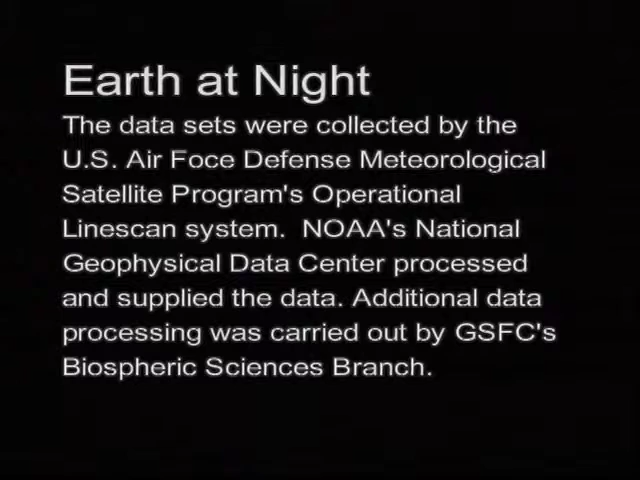 Earth at Night
The data sets were collected by the
U.S. Air Foce Defense Meteorological
Satellite Program's Operational
Linescan system.  NOAA's National
Geophysical Data Center processed
and supplied the data. Additional data
processing was carried out by GSFC's
Biospheric Sciences Branch.